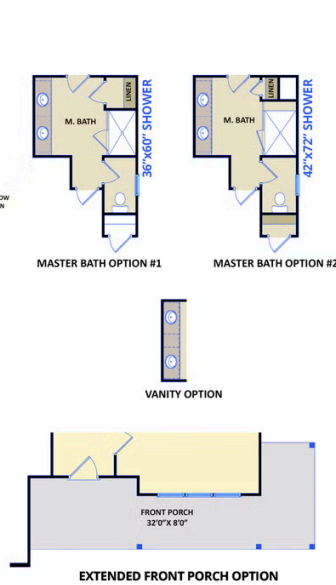 LINEN
M. BATH
36"x60" SHOWER
MASTER BATH OPTION #1
LINEN
M. BATH
42"x72" SHOWER
MASTER BATH OPTION #2
OW
N
VANITY OPTION
FRONT PORCH
32'0"X 8'0"
EXTENDED FRONT PORCH OPTION